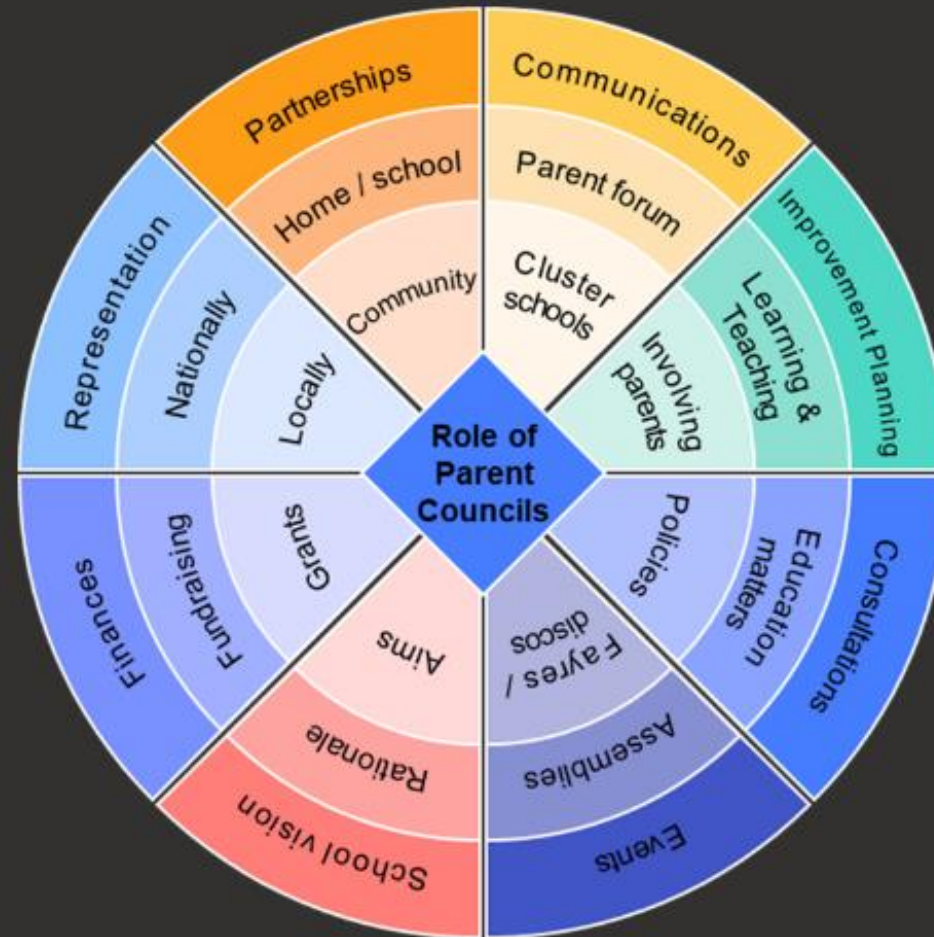 Partnerships
Home / school
Community
Communications
Parent forum
Cluster
schools
Improvement Planning
Learning &
Teaching
Involving
parents
Consultations
Education
matters
Policies
Events
Assemblies
Fayres /
discos
School vision
Rationale
Aims
Finances
Fundraising
Grants
Representation
Nationally
Locally
Role of
Parent
Councils